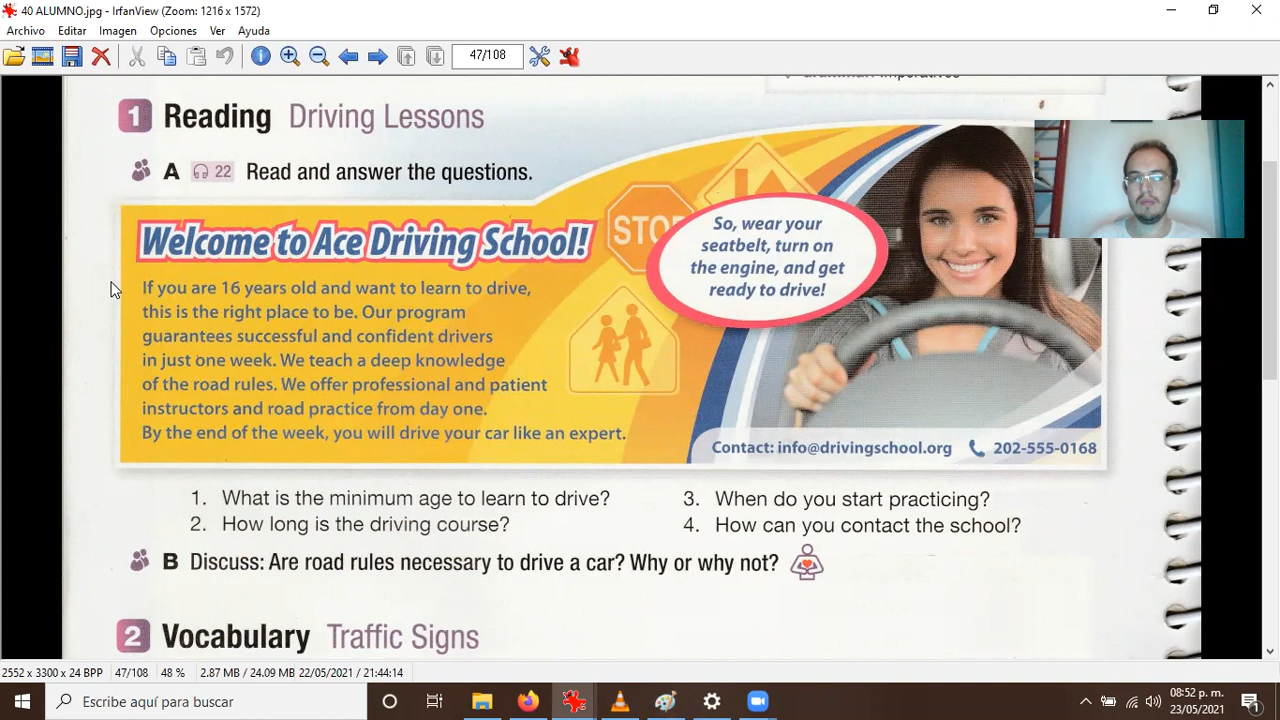 40 ALUMNO.jpg - IrfanView (Zoom: 1216 x 1572)
Archivo Editar Imagen Opciones Ver Ayuda
47/108
1 Reading Driving Lessons
A 22 Read and answer the questions.
STOP
Welcome to Ace Driving School!
If you are 16 years old and want to learn to drive,
this is the right place to be. Our program
guarantees successful and confident drivers
in just one week. We teach a deep knowledge
of the road rules. We offer professional and patient
instructors and road practice from day one.
By the end of the week, you will drive your car like an expert.
So, wear your
seatbelt, turn on
the engine, and get
ready to drive!
Contact: info@drivingschool.org 202-555-0168
1. What is the minimum age to learn to drive?
2. How long is the driving course?
3. When do you start practicing?
4. How can you contact the school?
B Discuss: Are road rules necessary to drive a car? Why or why not?
2 Vocabulary Traffic Signs
2552 x 3300 x 24 BPP 47/108 48 % 2.87 MB / 24.09 MB 22/05/2021 / 21:44:14
Escribe aquí para buscar
08:52 p. m.
23/05/2021
1